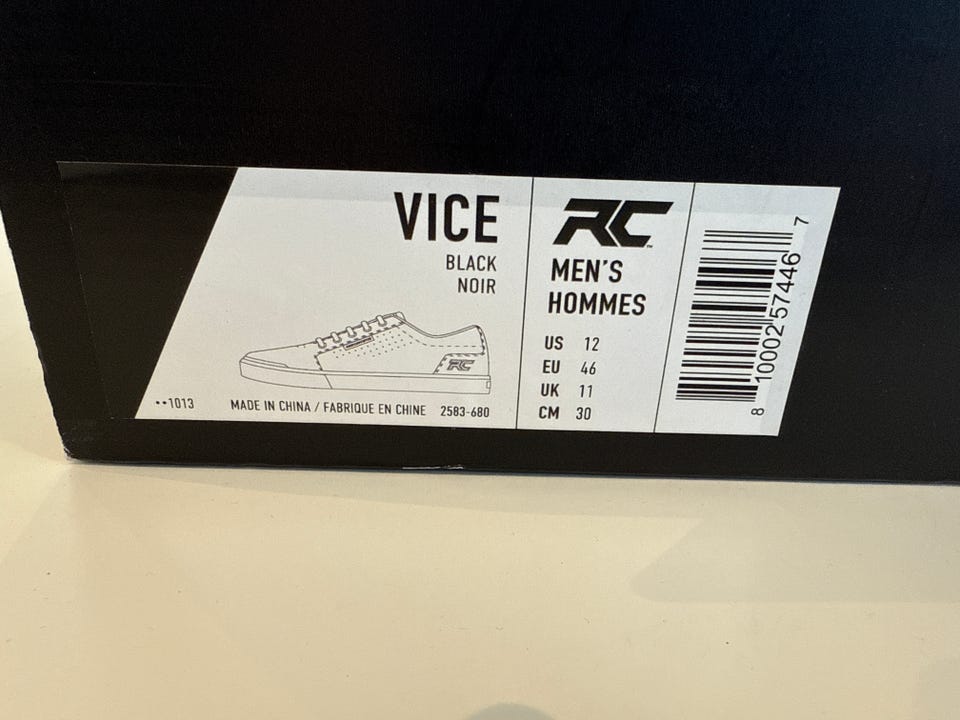 VICE
BLACK
NOIR
RC
••1013
MADE IN CHINA / FABRIQUE EN CHINE 2583-680
RC™
MEN'S
HOMMES
US 12
EU 46
UK 11
CM 30
8 10002 57446 7